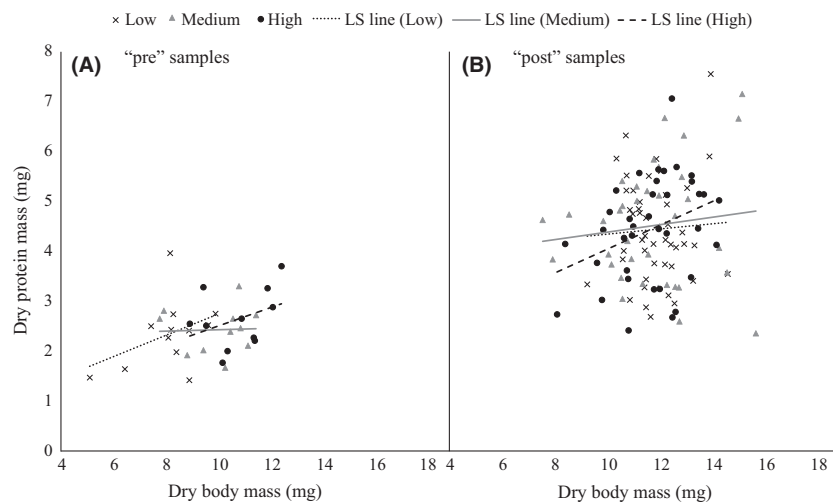 Low Medium High LS line (Low) LS line (Medium) LS line (High)
(A) “pre” samples
(B) “post” samples
Dry protein mass (mg)
8
7
6
5
4
3
2
1
0
4 6 8 10 12 14 16 18
4 6 8 10 12 14 16 18
Dry body mass (mg)
Dry body mass (mg)